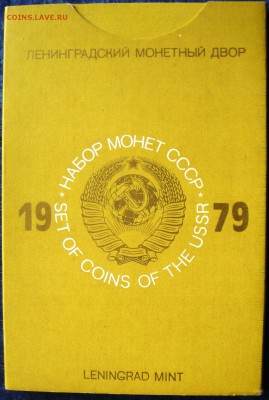 COINS.LAVE.RU
ЛЕНИНГРАДСКИЙ МОНЕТНЫЙ ДВОР
• НАБОР МОНЕТ СССР •
19 79
SET OF COINS OF THE USSR
LENINGRAD MINT